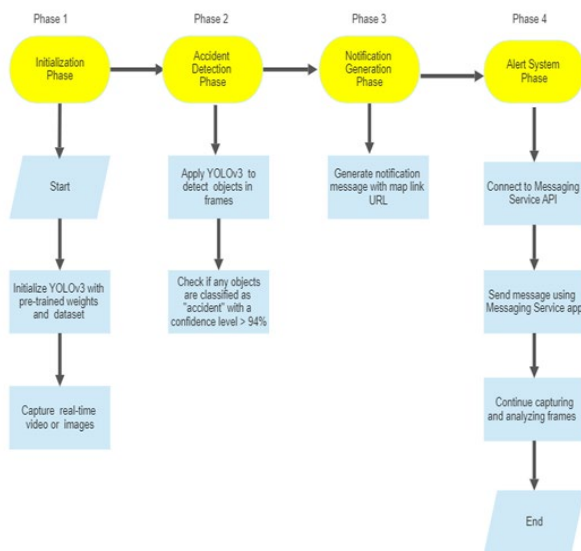 Phase 1
Phase 2
Phase 3
Phase 4
Initialization
Phase
Accident
Detection
Phase
Notification
Generation
Phase
Alert System
Phase
Start
Initialize YOLOv3 with
pre-trained weights
and dataset
Capture real-time
video or images
Apply YOLOv3 to
detect objects in
frames
Check if any objects
are classified as
"accident" with a
confidence level > 94%
Generate notification
message with map link
URL
Connect to Messaging
Service API
Send message using
Messaging Service app
Continue capturing
and analyzing frames
End